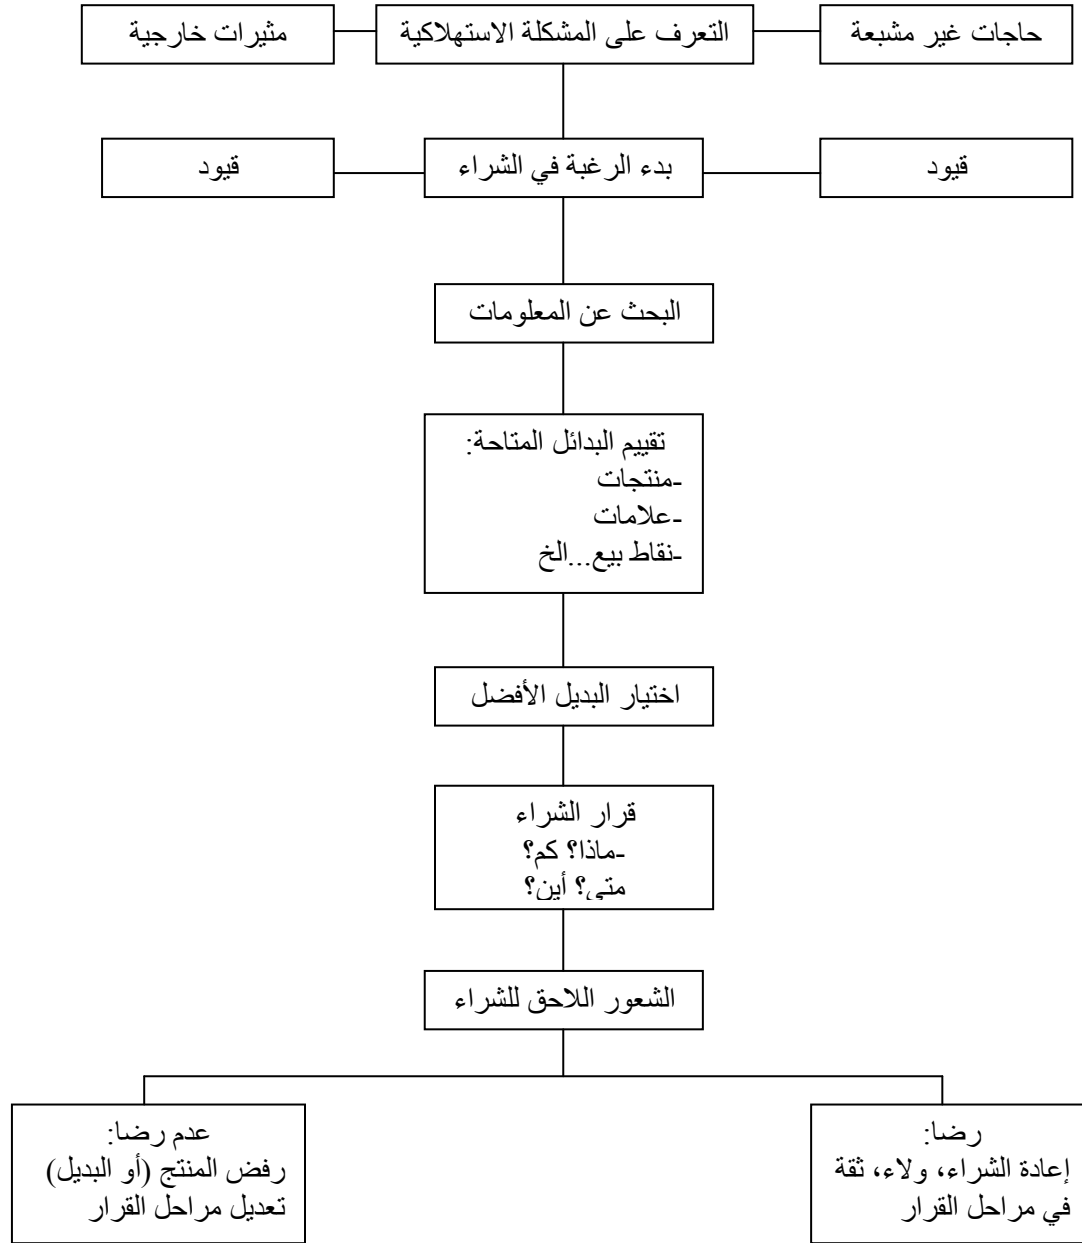 حاجات غير مشبعة
التعرف على المشكلة الاستهلاكية
مثيرات خارجية
قيود
بدء الرغبة في الشراء
قيود
البحث عن المعلومات
تقييم البدائل المتاحة:
-منتجات
-علامات
-نقاط بيع...الخ
اختيار البديل الأفضل
قرار الشراء
-ماذا؟ كم؟
متى؟ أين؟
الشعور اللاحق للشراء
رضا:
إعادة الشراء، ولاء، ثقة
في مراحل القرار
عدم رضا:
رفض المنتج (أو البديل)
تعديل مراحل القرار